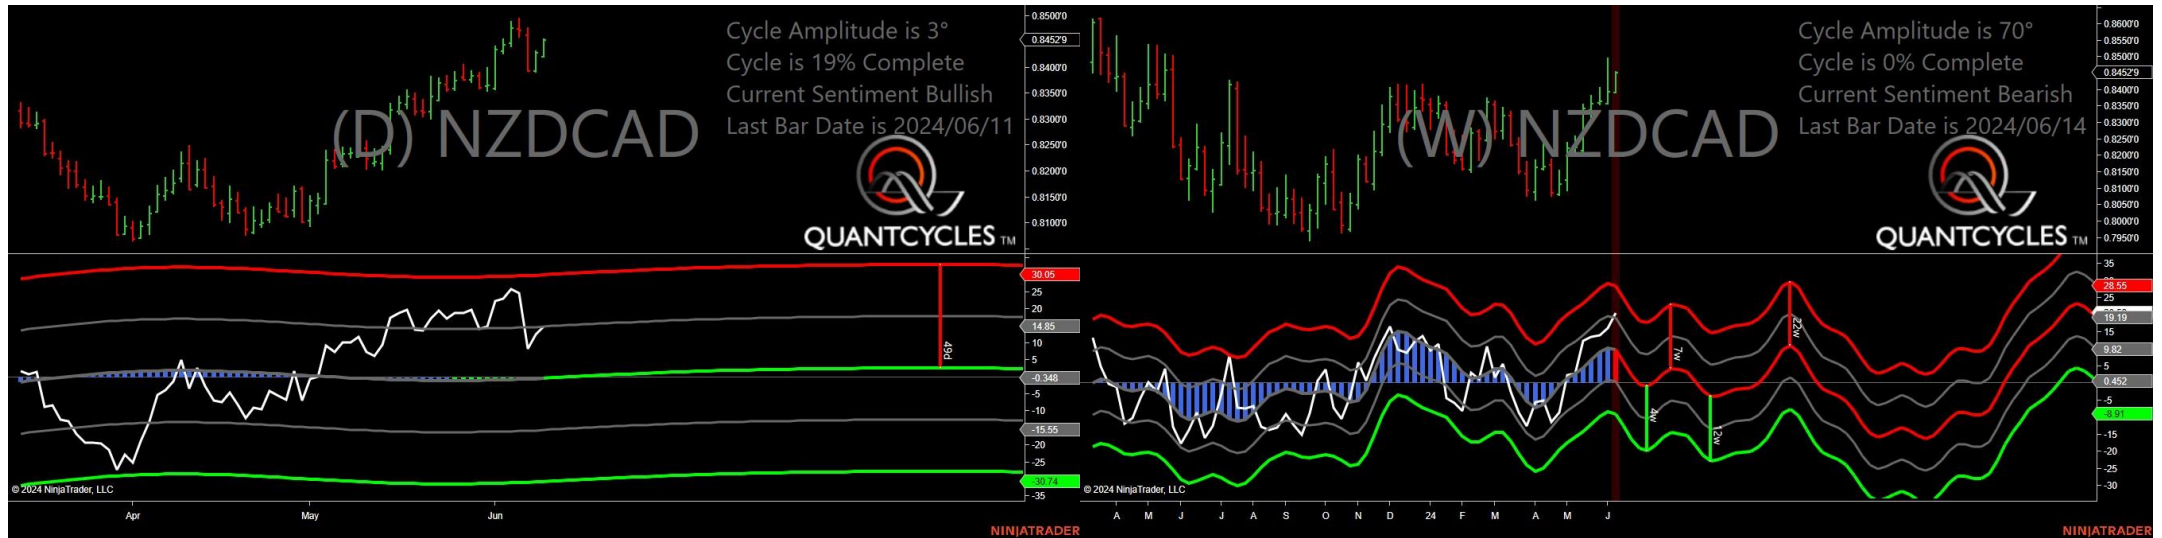 Cycle Amplitude is 3°
Cycle is 19% Complete
Current Sentiment Bullish
Last Bar Date is 2024/06/11
(D) NZDCAD
QUANTCYCLES TM
0.8500'0
0.8452'9
0.8400'0
0.8350'0
0.8300'0
0.8250'0
0.8200'0
0.8150'0
0.8100'0
30.05
25
20
14.85
10
5
-0.348
-5
-10
-15.55
-20
-25
-30.74
-35
49d
© 2024 NinjaTrader, LLC
Apr
May
Jun
NINJATRADER
Cycle Amplitude is 70°
Cycle is 0% Complete
Current Sentiment Bearish
Last Bar Date is 2024/06/14
(W) NZDCAD
QUANTCYCLES TM
0.8600'0
0.8550'0
0.8500'0
0.8452'9
0.8400'0
0.8350'0
0.8300'0
0.8250'0
0.8200'0
0.8150'0
0.8100'0
0.8050'0
0.8000'0
0.7950'0
35
28.55
25
19.19
15
9.82
5
0.452
-5
-8.91
-15
-20
-25
-30
4w
7w
12w
22w
© 2024 NinjaTrader, LLC
A
M
J
J
A
S
O
N
D
24
F
M
A
M
J
NINJATRADER